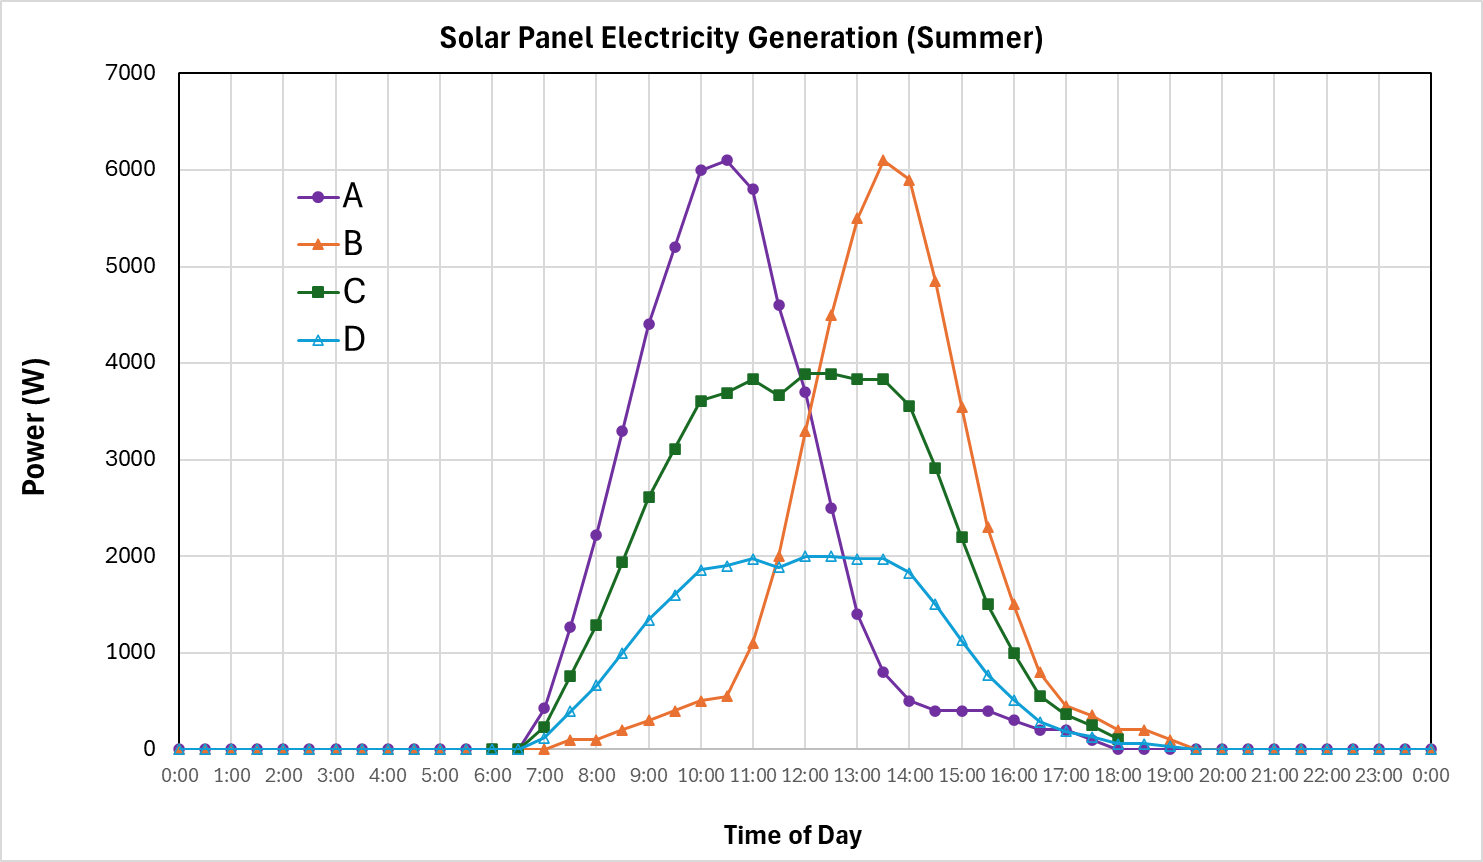 Solar Panel Electricity Generation (Summer)
7000
6000
5000
4000
3000
2000
1000
0
A
B
C
D
Power (W)
0:00 1:00 2:00 3:00 4:00 5:00 6:00 7:00 8:00 9:00 10:00 11:00 12:00 13:00 14:00 15:00 16:00 17:00 18:00 19:00 20:00 21:00 22:00 23:00 0:00
Time of Day